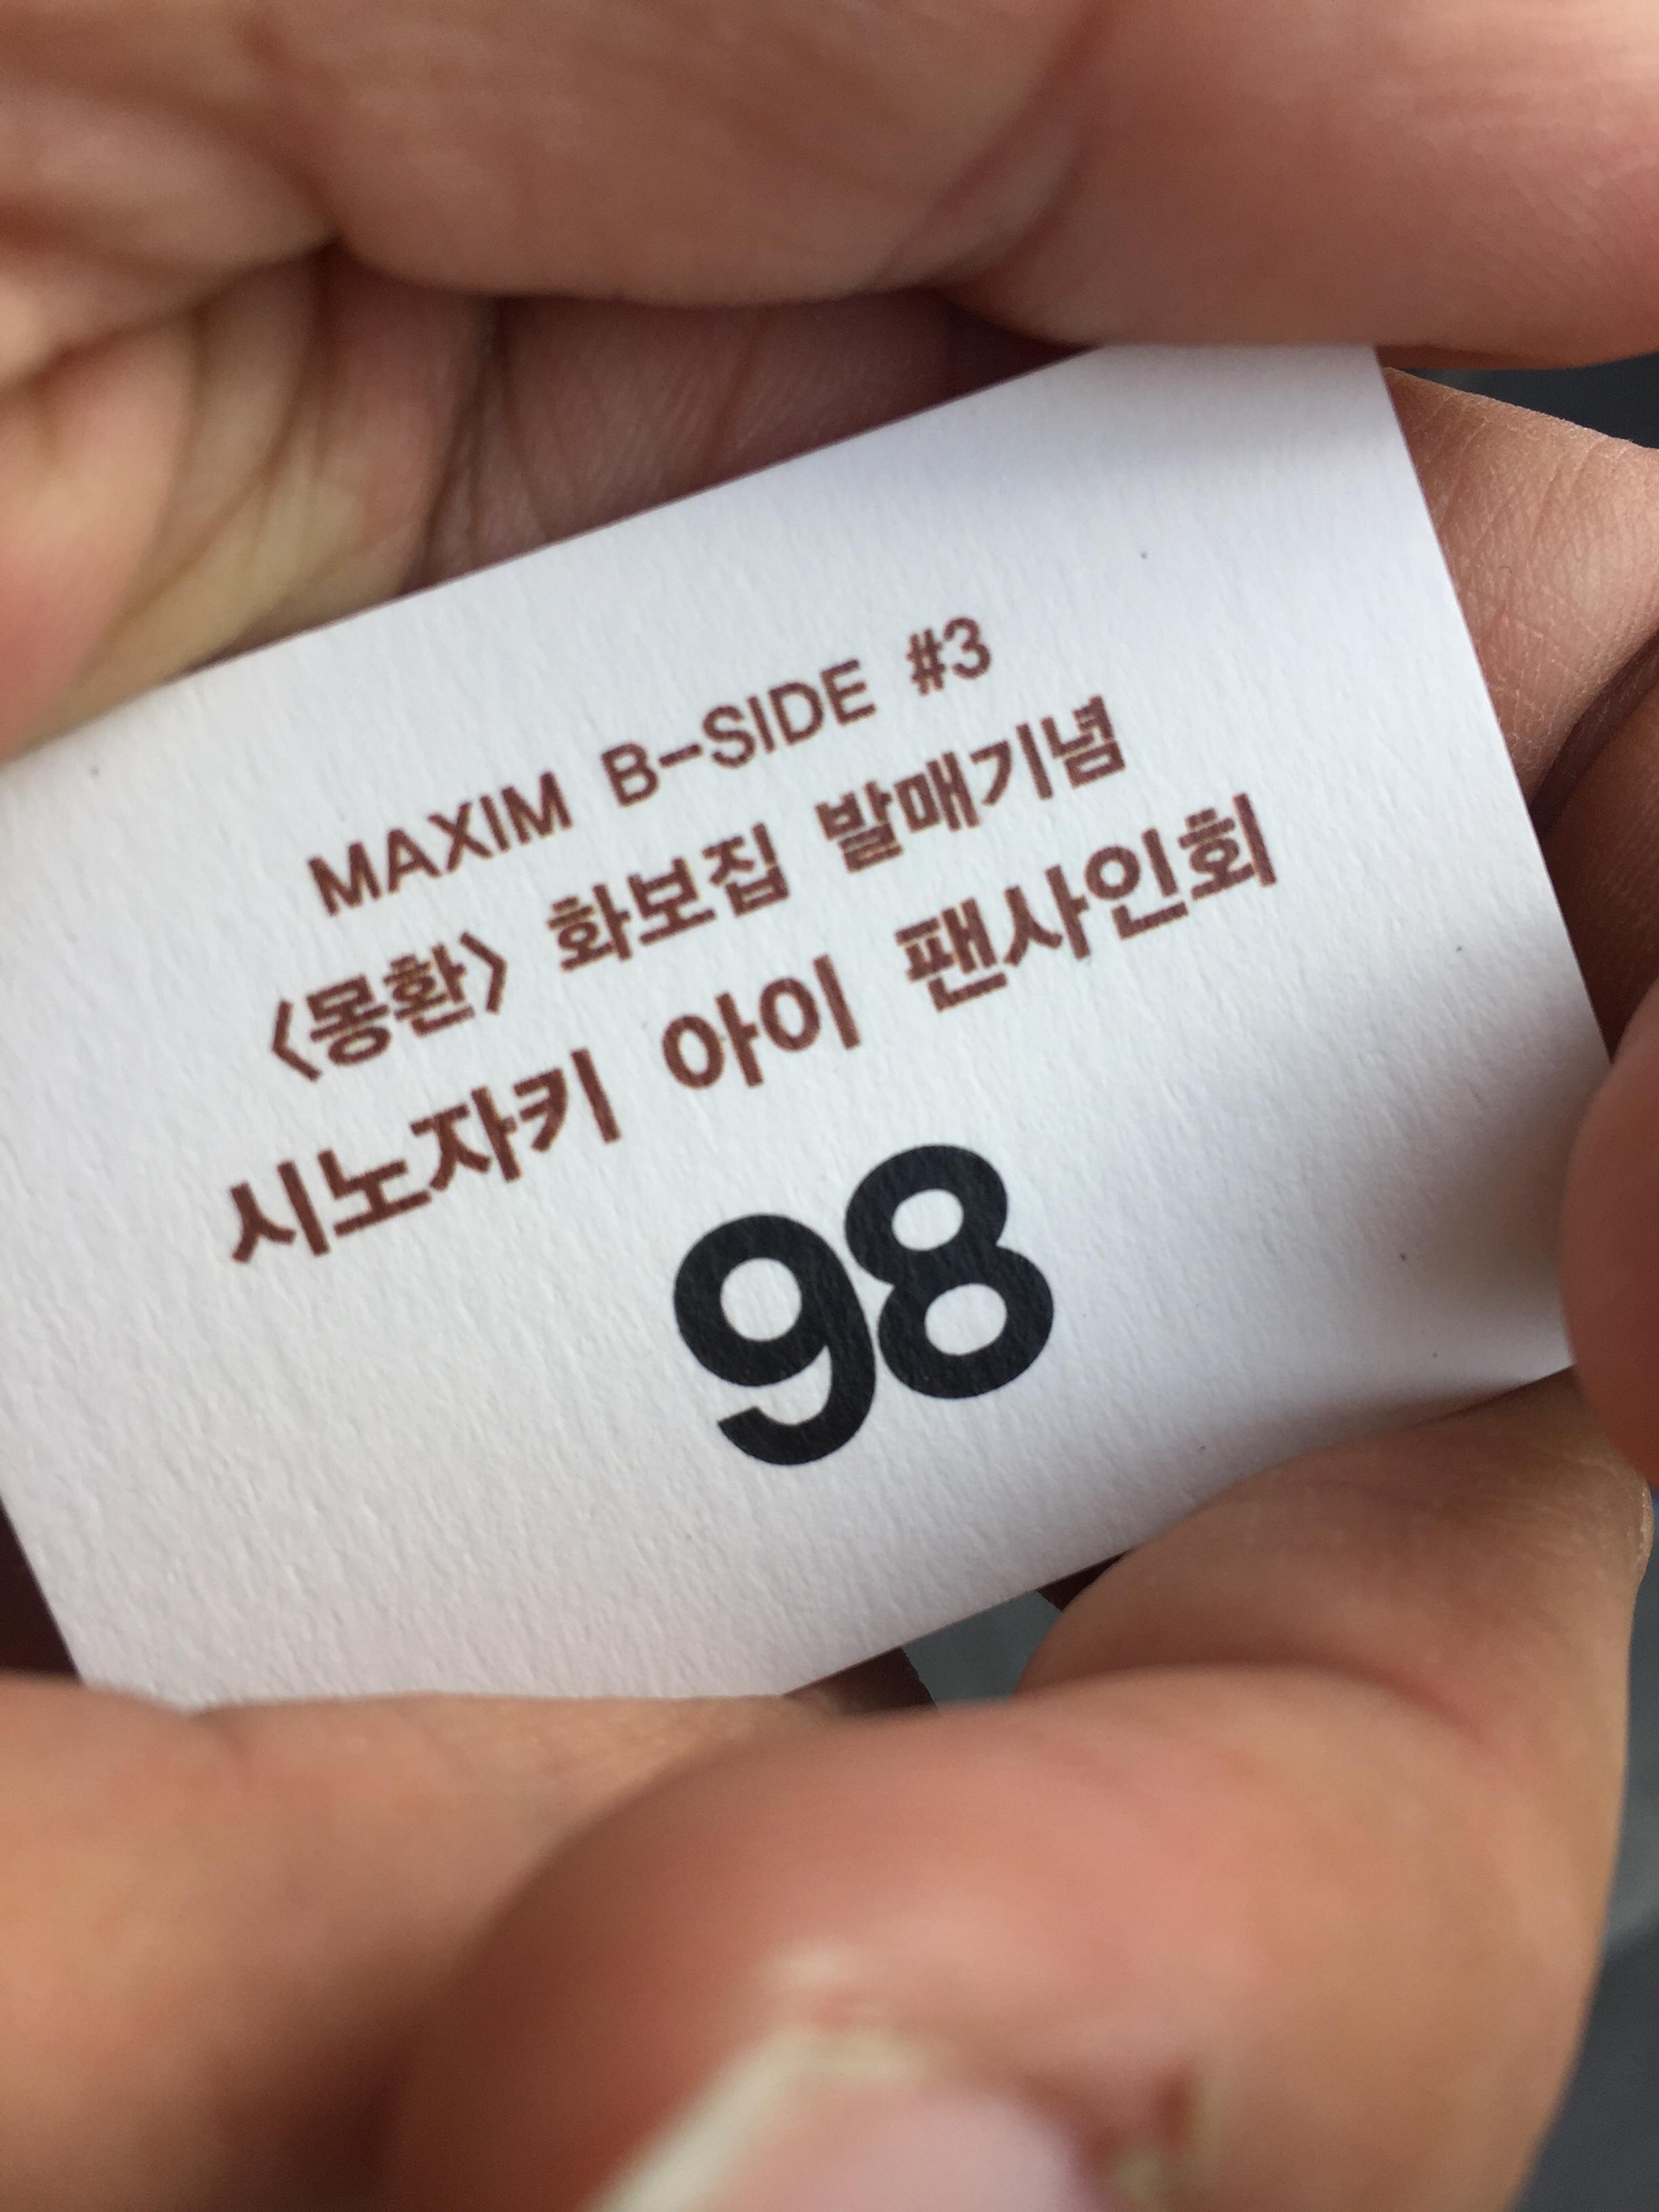 MAXIM B-SIDE #3
<몽환> 화보집 발매기념
시노자키 아이 팬사인회
98